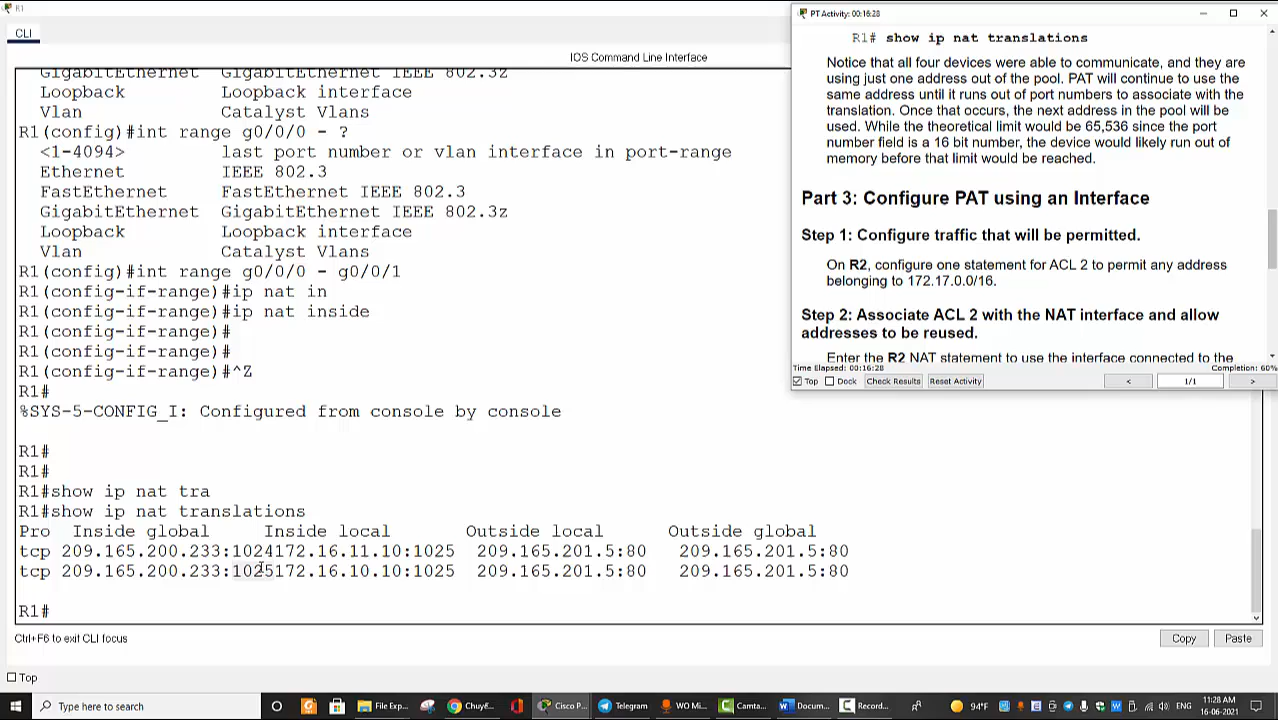 R1
CLI
IOS Command Line Interface
GigabitEthernet GigabitEthernet IEEE 802.3z
Loopback Loopback interface
Vlan Catalyst Vlans
R1(config)#int range g0/0/0 - ?
<1-4094> last port number or vlan interface in port-range
Ethernet IEEE 802.3
FastEthernet FastEthernet IEEE 802.3
GigabitEthernet GigabitEthernet IEEE 802.3z
Loopback Loopback interface
Vlan Catalyst Vlans
R1(config)#int range g0/0/0 - g0/0/1
R1(config-if-range)#ip nat in
R1(config-if-range)#ip nat inside
R1(config-if-range)#
R1(config-if-range)#
R1(config-if-range)#^Z
R1#
%SYS-5-CONFIG_I: Configured from console by console
R1#
R1#
R1#show ip nat tra
R1#show ip nat translations
Pro Inside global Inside local Outside local Outside global
tcp 209.165.200.233:1024172.16.11.10:1025 209.165.201.5:80 209.165.201.5:80
tcp 209.165.200.233:1025172.16.10.10:1025 209.165.201.5:80 209.165.201.5:80
R1#
Ctrl+F6 to exit CLI focus
Copy
Paste
Top
PT Activity: 00:16:28
R1# show ip nat translations
Notice that all four devices were able to communicate, and they are
using just one address out of the pool. PAT will continue to use the
same address until it runs out of port numbers to associate with the
translation. Once that occurs, the next address in the pool will be
used. While the theoretical limit would be 65,536 since the port
number field is a 16 bit number, the device would likely run out of
memory before that limit would be reached.
Part 3: Configure PAT using an Interface
Step 1: Configure traffic that will be permitted.
On R2, configure one statement for ACL 2 to permit any address
belonging to 172.17.0.0/16.
Step 2: Associate ACL 2 with the NAT interface and allow
addresses to be reused.
Enter the R2 NAT statement to use the interface connected to the
Time Elapsed: 00:16:28
Completion: 60%
Top
Dock
Check Results
Reset Activity
<
1/1
>
Type here to search
File Exp...
ChuyÊ...
Cisco P...
Telegram
WO Mi...
Camta...
Docum...
Record...
94°F
ENG
11:28 AM
16-06-2021